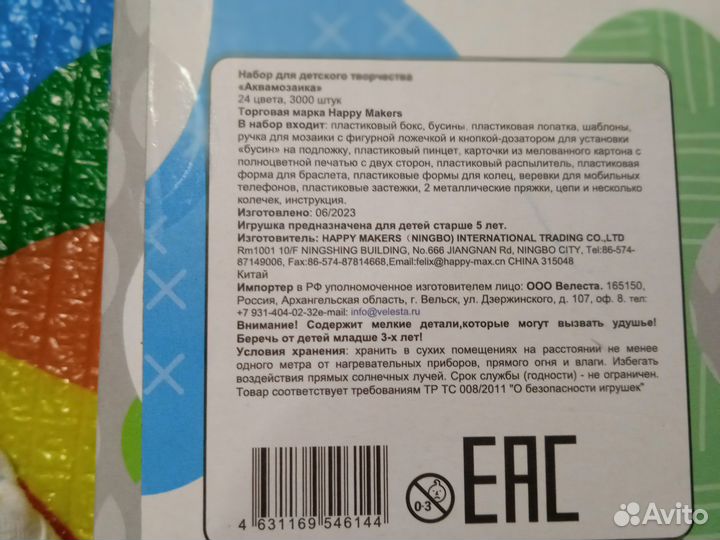 Набор для детского творчества
«Аквамозаика»
24 цвета, 3000 штук
Торговая марка Happy Makers
В набор входит: пластиковый бокс, бусины, пластиковая лопатка, шаблоны,
ручка для мозаики с фигурной ложечкой и кнопкой-дозатором для установки
«бусин» на подложку, пластиковый пинцет, карточки из мелованного картона с
полноцветной печатью с двух сторон, пластиковый распылитель, пластиковая
форма для браслета, пластиковые формы для колец, веревки для мобильных
телефонов, пластиковые застежки, 2 металлические пряжки, цепи и несколько
колечек, инструкция.
Изготовлено: 06/2023
Игрушка предназначена для детей старше 5 лет.
Изготовитель: HAPPY MAKERS (NINGBO) INTERNATIONAL TRADING CO.,LTD
Rm1001 10/F NINGSHING BUILDING, No.666 JIANGNAN Rd, NINGBO CITY, Tel:86-574-
87149006, Fax:86-574-87814668,Email:felix@happy-max.cn CHINA 315048
Китай
Импортер в РФ уполномоченное изготовителем лицо: ООО Велеста. 165150,
Россия, Архангельская область, г. Вельск, ул. Дзержинского, д. 107, оф. 8. тел:
+7 931-404-02-32e-mail: info@velesta.ru/
Внимание! Содержит мелкие детали,которые могут вызвать удушье!
Беречь от детей младше 3-х лет!
Условия хранения: хранить в сухих помещениях на расстоянии не менее
одного метра от нагревательных приборов, прямого огня и влаги. Избегать
воздействия прямых солнечных лучей. Срок службы (годности) - не ограничен.
Товар соответствует требованиям ТР ТС 008/2011 "О безопасности игрушек"
0-3
EAC
4 631169 546144
Avito